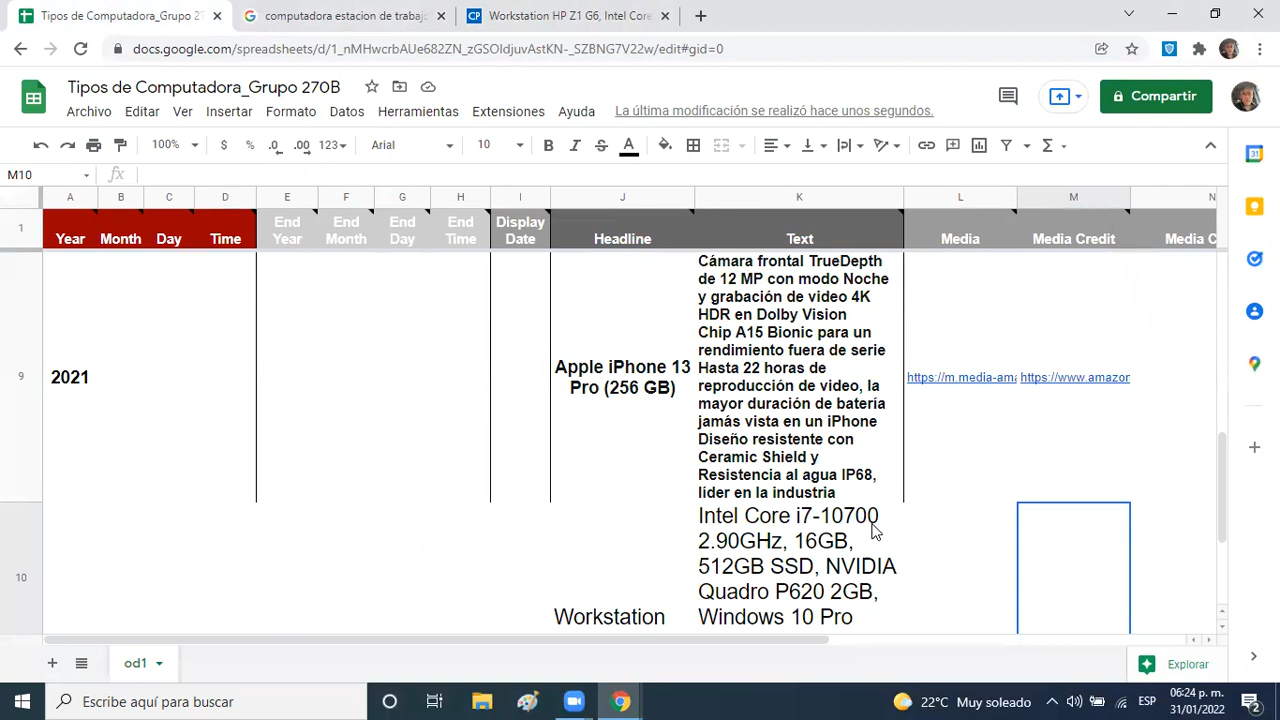 Tipos de Computadora_Grupo 27
computadora estacion de trabajo
CP Workstation HP Z1 G6, Intel Core
docs.google.com/spreadsheets/d/1_nMHwcrbAUe682ZN_zGSOIdjuvAstKN-_SZBNG7V22w/edit#gid=0
Tipos de Computadora_Grupo 270B
Archivo Editar Ver Insertar Formato Datos Herramientas Extensiones Ayuda La última modificación se realizó hace unos segundos.
Compartir
100% $ % .0 .00 123 Arial 10 B I S A Σ
M10 fx
A B C D E F G H I J K L M N
1 Year Month Day Time End Year End Month End Day End Time Display Date Headline Text Media Media Credit Media C
9 2021 Apple iPhone 13 Pro (256 GB)
Cámara frontal TrueDepth
de 12 MP con modo Noche
y grabación de video 4K
HDR en Dolby Vision
Chip A15 Bionic para un
rendimiento fuera de serie
Hasta 22 horas de
reproducción de video, la
mayor duración de batería
jamás vista en un iPhone
Diseño resistente con
Ceramic Shield y
Resistencia al agua IP68,
líder en la industria
https://m.media-ama https://www.amazon
10 Workstation
Intel Core i7-10700
2.90GHz, 16GB,
512GB SSD, NVIDIA
Quadro P620 2GB,
Windows 10 Pro
od1 Explorar
31
Escribe aquí para buscar
22°C Muy soleado
ESP
06:24 p. m.
31/01/2022
2